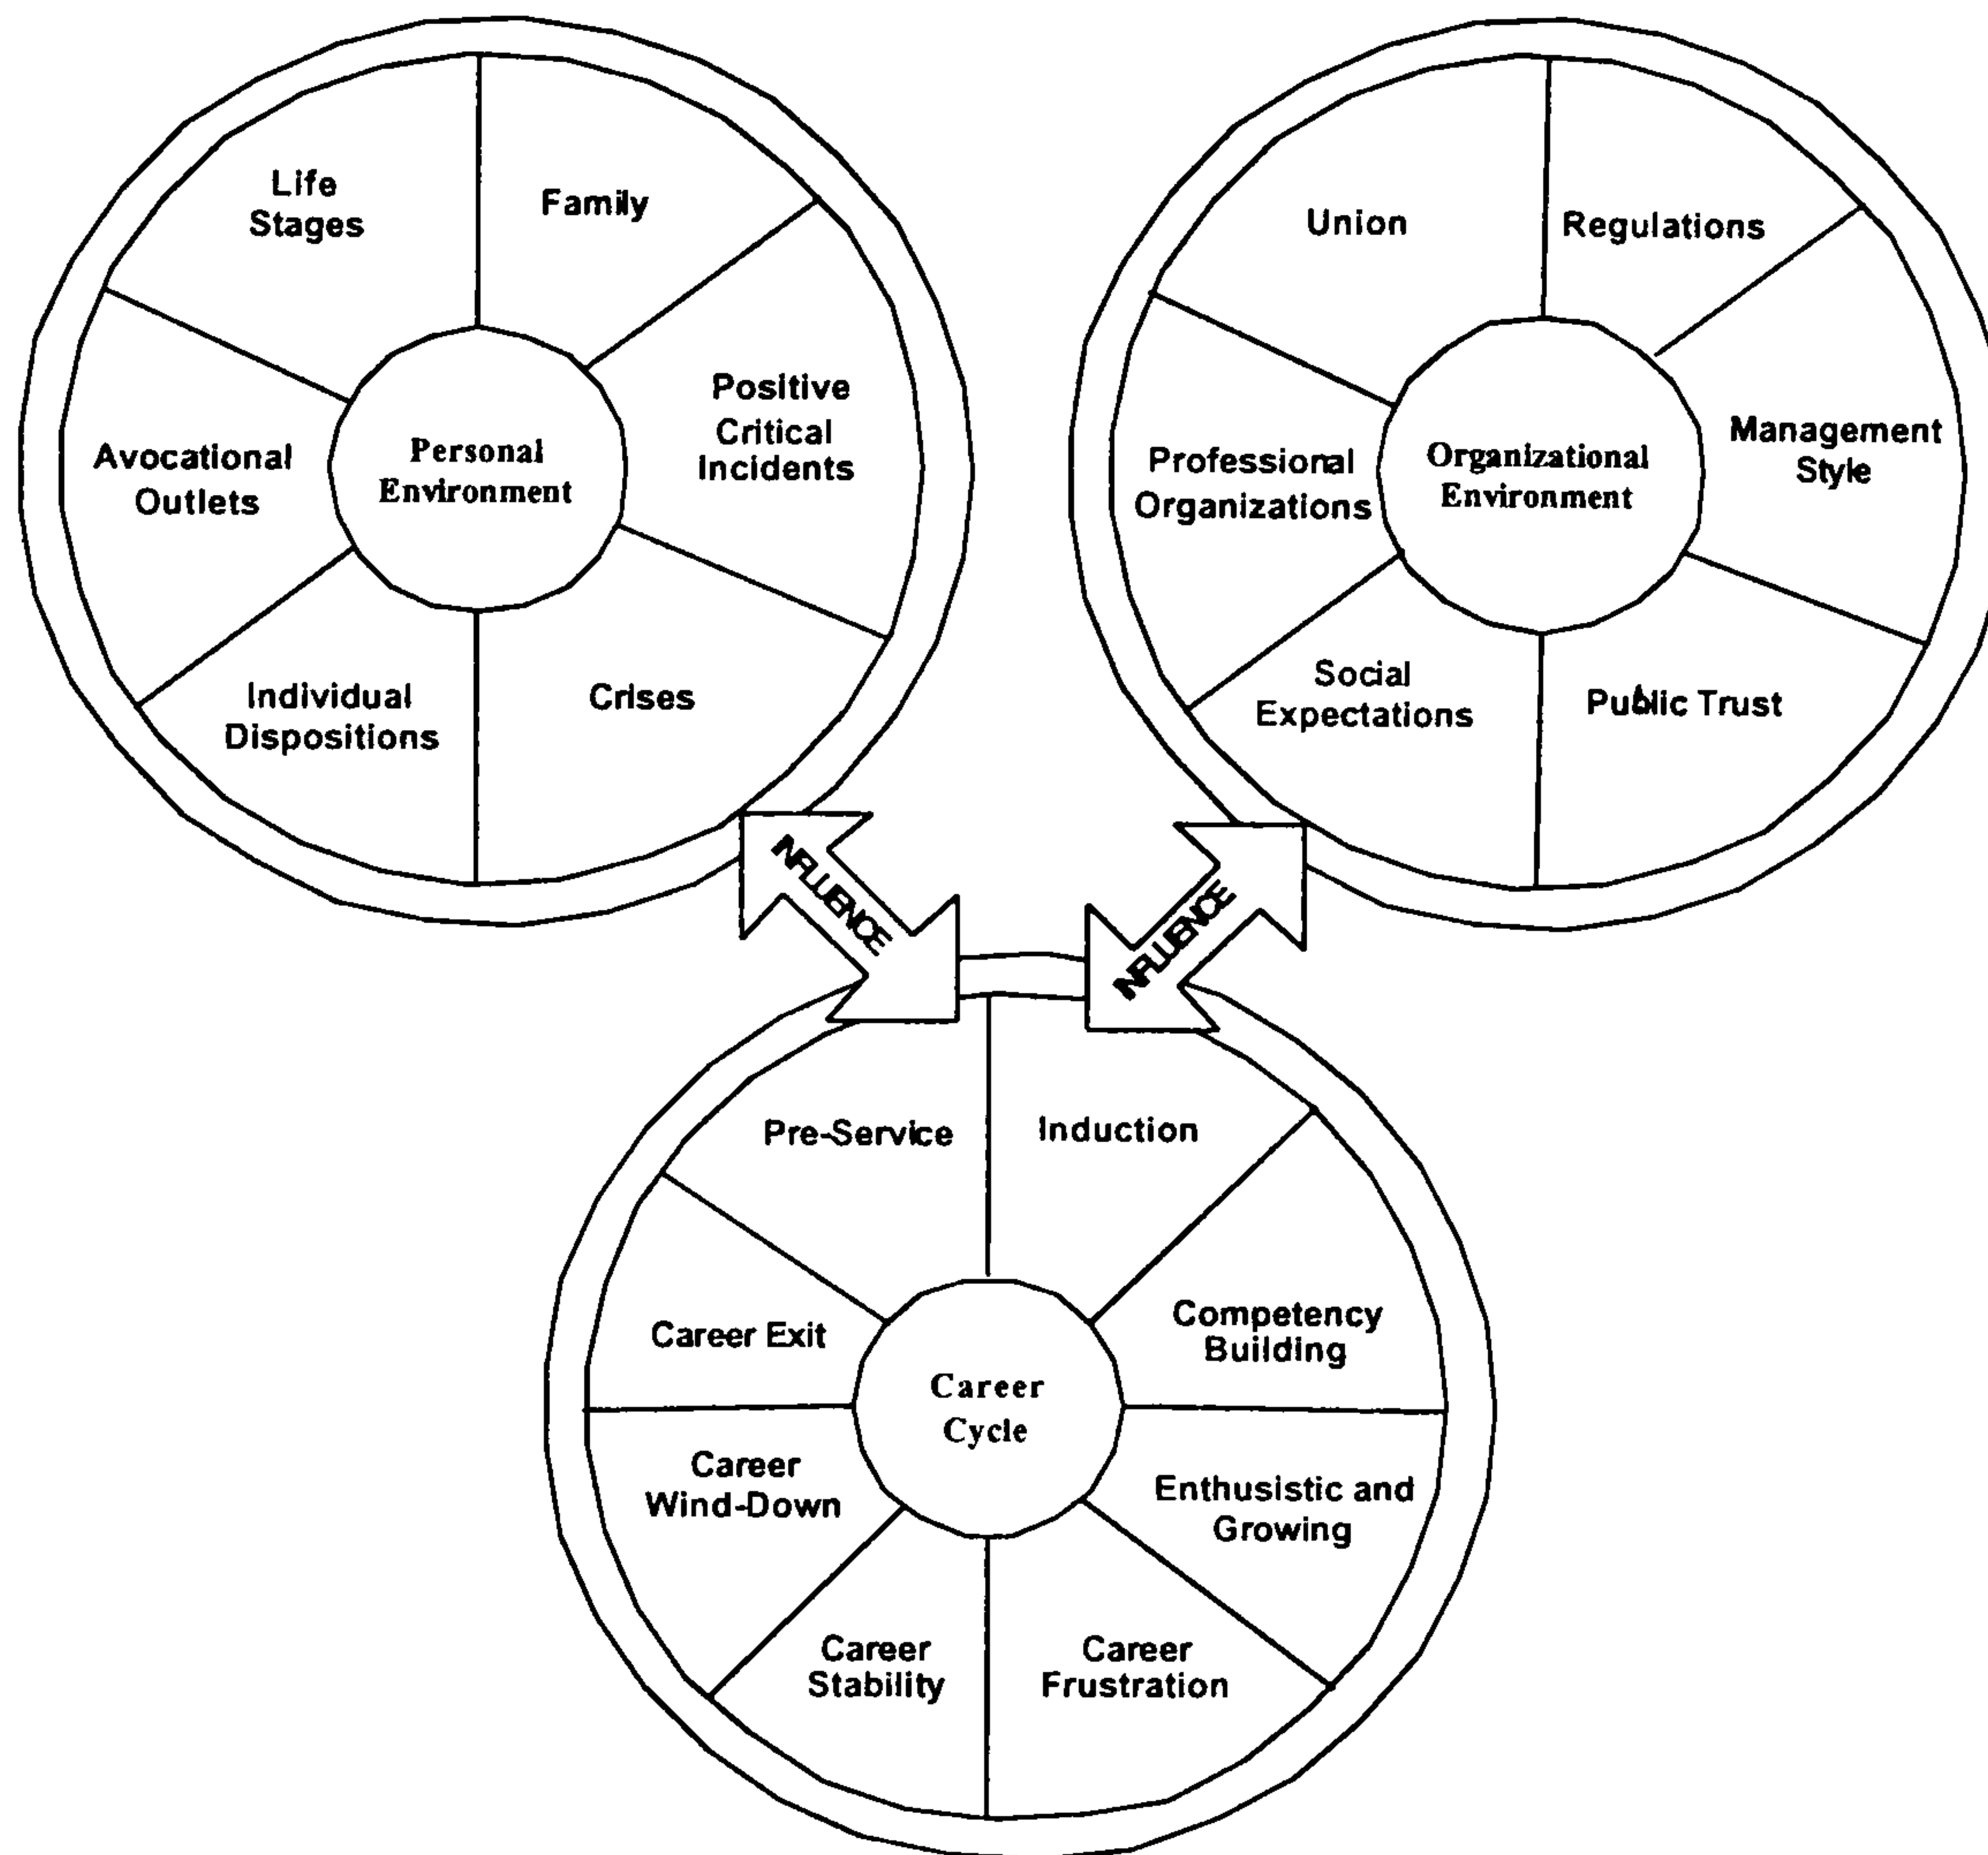 Life
Stages
Family
Positive
Critical
Incidents
Avocational
Outlets
Personal
Environment
Individual
Dispositions
Crises
Union
Regulations
Management
Style
Professional
Organizations
Organizational
Environment
Social
Expectations
Public Trust
INFLUENCE
INFLUENCE
Pre-Service
Induction
Career Exit
Competency
Building
Career
Cycle
Career
Wind-Down
Enthusistic and
Growing
Career
Stability
Career
Frustration